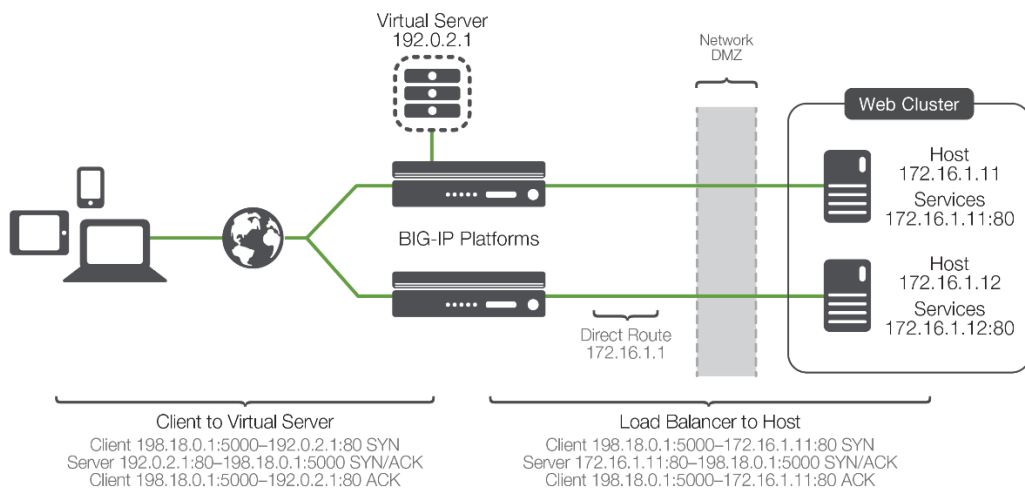 Virtual Server
192.0.2.1
Network
DMZ
Web Cluster
Host
172.16.1.11
Services
172.16.1.11:80
BIG-IP Platforms
Host
172.16.1.12
Services
172.16.1.12:80
Direct Route
172.16.1.1
Client to Virtual Server
Client 198.18.0.1:5000–192.0.2.1:80 SYN
Server 192.0.2.1:80–198.18.0.1:5000 SYN/ACK
Client 198.18.0.1:5000–192.0.2.1:80 ACK
Load Balancer to Host
Client 198.18.0.1:5000–172.16.1.11:80 SYN
Server 172.16.1.11:80–198.18.0.1:5000 SYN/ACK
Client 198.18.0.1:5000–172.16.1.11:80 ACK